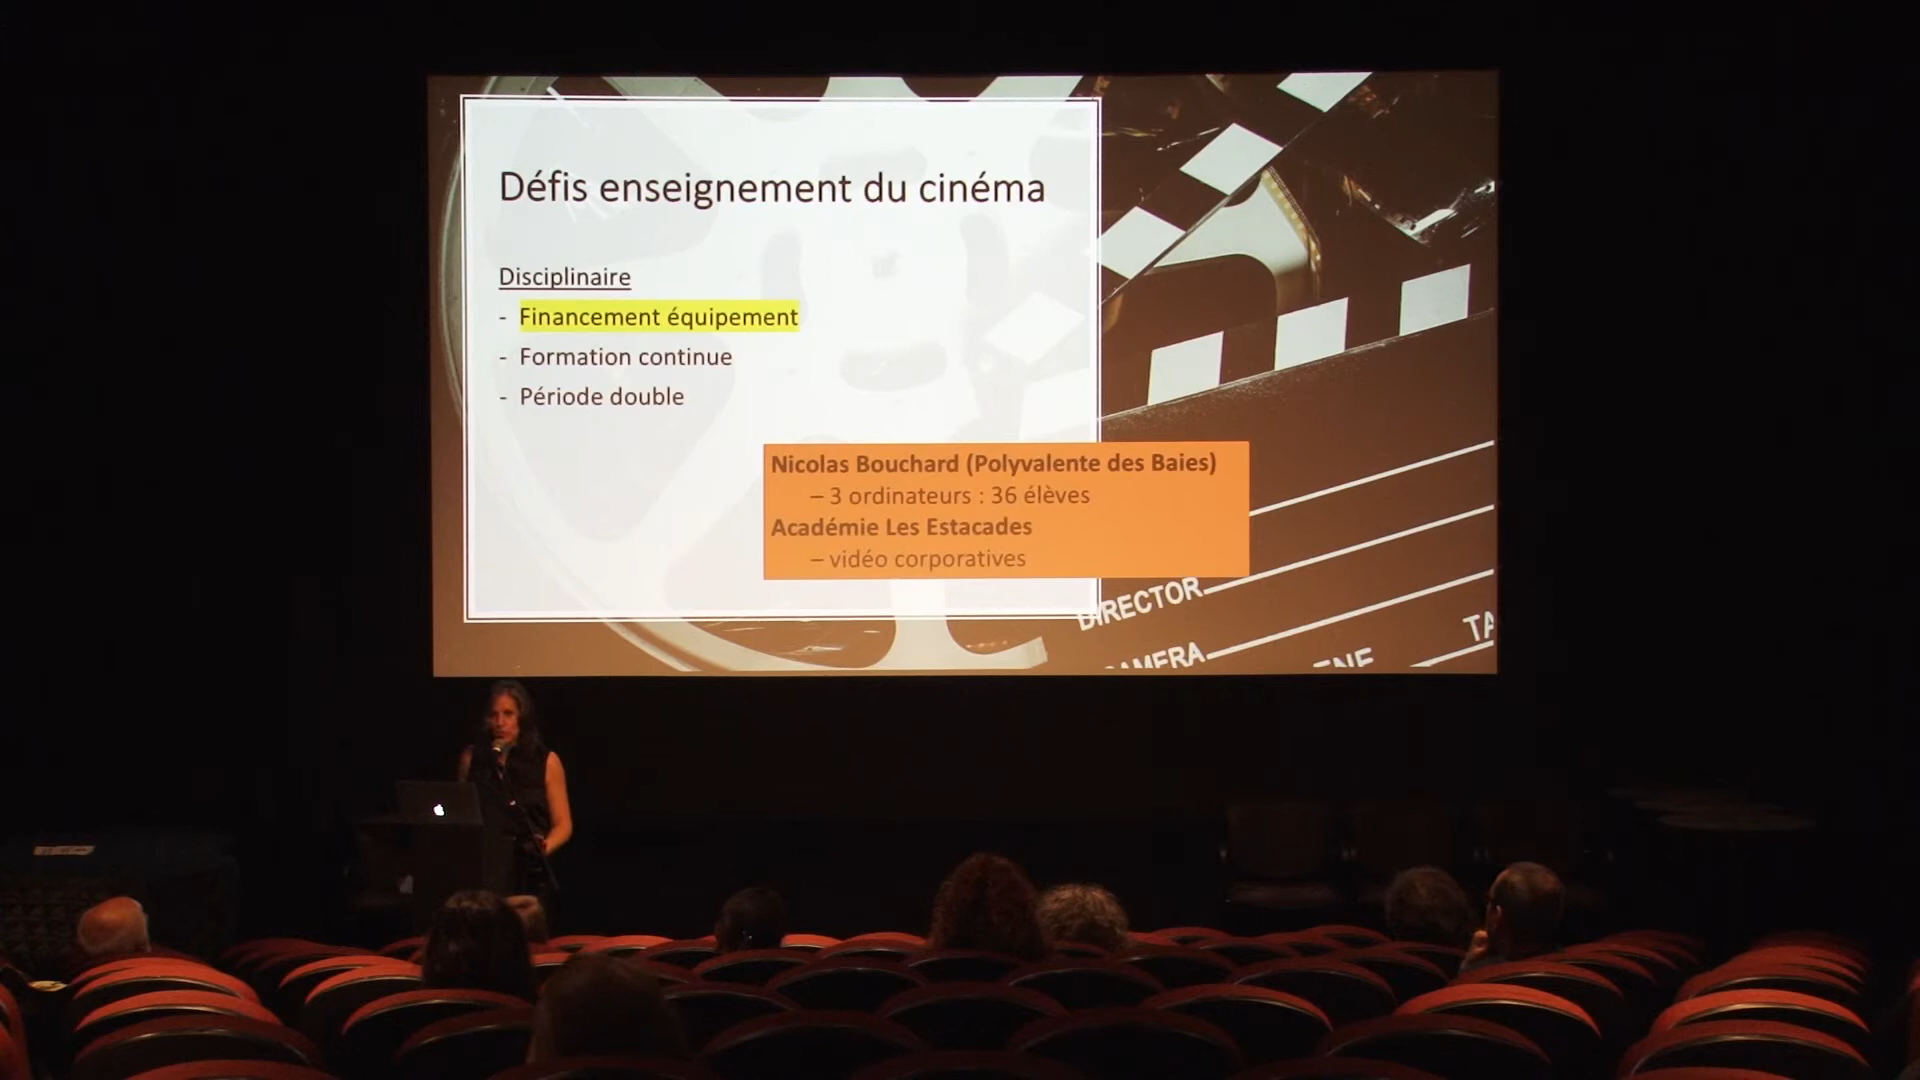 Défis enseignement du cinéma
Disciplinaire
- Financement équipement
- Formation continue
- Période double
Nicolas Bouchard (Polyvalente des Baies)
– 3 ordinateurs : 36 élèves
Académie Les Estacades
– vidéo corporatives
DIRECTOR